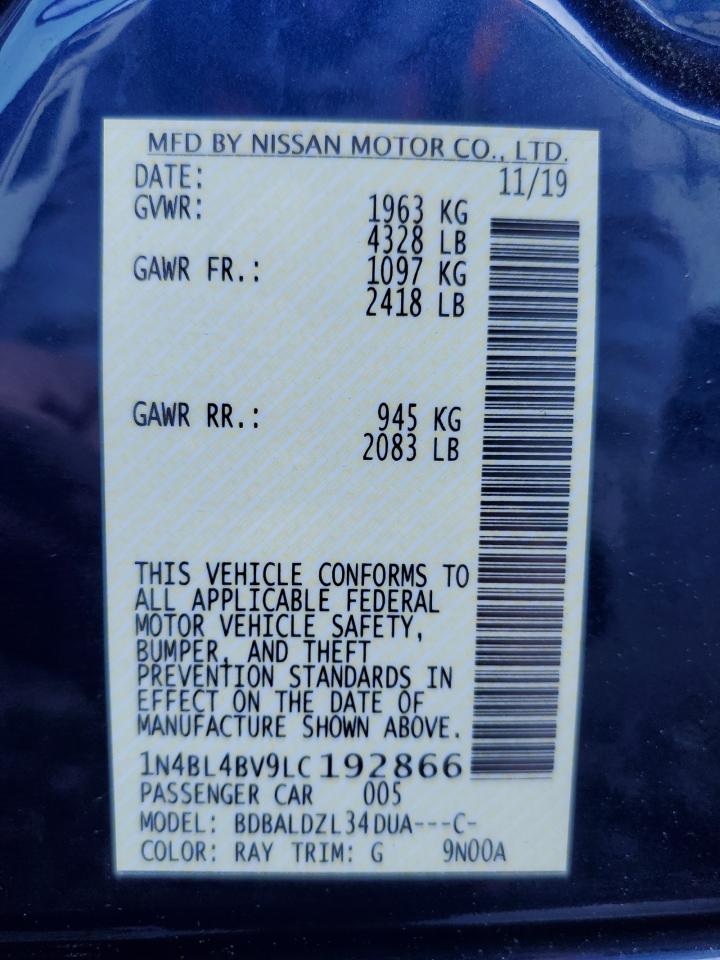 MFD BY NISSAN MOTOR CO., LTD.
DATE: 11/19
GVWR: 1963 KG
4328 LB
GAWR FR.: 1097 KG
2418 LB
GAWR RR.: 945 KG
2083 LB
THIS VEHICLE CONFORMS TO
ALL APPLICABLE FEDERAL
MOTOR VEHICLE SAFETY,
BUMPER, AND THEFT
PREVENTION STANDARDS IN
EFFECT ON THE DATE OF
MANUFACTURE SHOWN ABOVE.
1N4BL4BV9LC192866
PASSENGER CAR 005
MODEL: BDBALDZL34DUA---C-
COLOR: RAY TRIM: G 9N00A